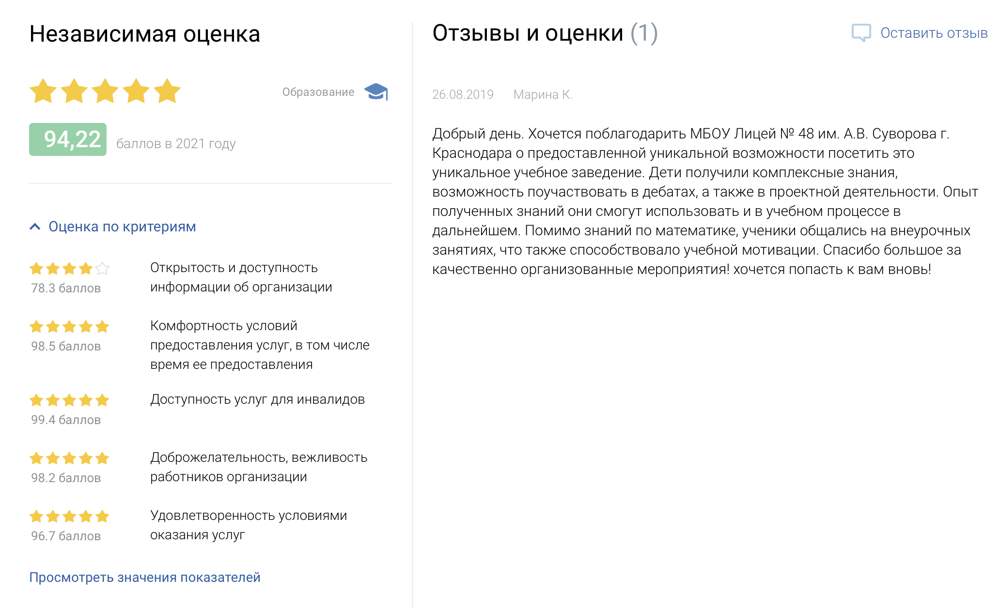 Независимая оценка
Образование
94,22 баллов в 2021 году
Оценка по критериям
78.3 баллов
Открытость и доступность
информации об организации
98.5 баллов
Комфортность условий
предоставления услуг, в том числе
время ее предоставления
99.4 баллов
Доступность услуг для инвалидов
98.2 баллов
Доброжелательность, вежливость
работников организации
96.7 баллов
Удовлетворенность условиями
оказания услуг
Просмотреть значения показателей
Отзывы и оценки (1)
Оставить отзыв
26.08.2019 Марина К.
Добрый день. Хочется поблагодарить МБОУ Лицей № 48 им. А.В. Суворова г.
Краснодара о предоставленной уникальной возможности посетить это
уникальное учебное заведение. Дети получили комплексные знания,
возможность поучаствовать в дебатах, а также в проектной деятельности. Опыт
полученных знаний они смогут использовать и в учебном процессе в
дальнейшем. Помимо знаний по математике, ученики общались на внеурочных
занятиях, что также способствовало учебной мотивации. Спасибо большое за
качественно организованные мероприятия! хочется попасть к вам вновь!